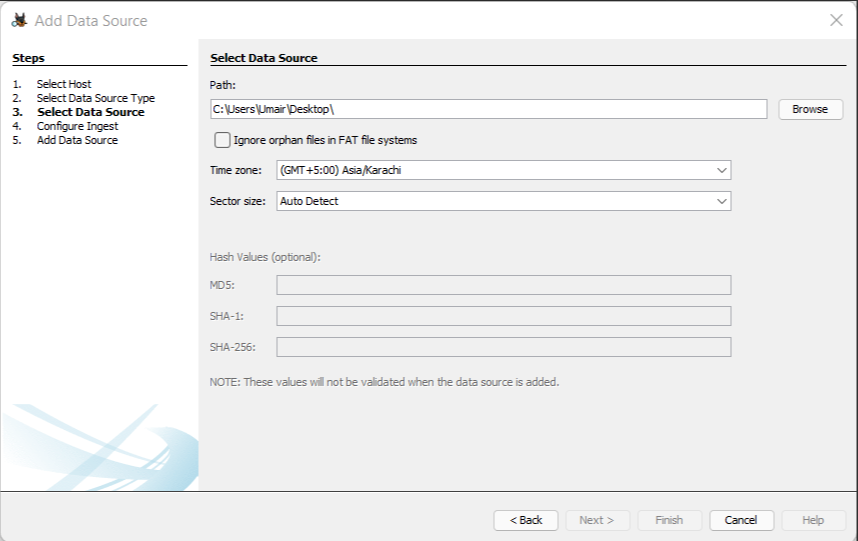 Add Data Source
Steps
1. Select Host
2. Select Data Source Type
3. Select Data Source
4. Configure Ingest
5. Add Data Source
Select Data Source
Path:
C:\Users\Umair\Desktop\
Browse
Ignore orphan files in FAT file systems
Time zone: (GMT+5:00) Asia/Karachi
Sector size: Auto Detect
Hash Values (optional):
MD5:
SHA-1:
SHA-256:
NOTE: These values will not be validated when the data source is added.
< Back Next > Finish Cancel Help